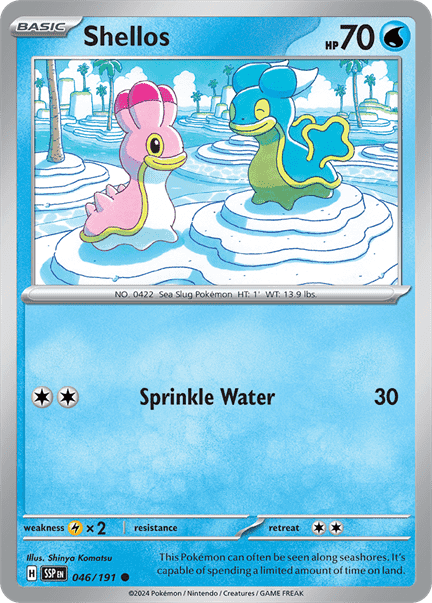 BASIC
Shellos HP 70
NO. 0422 Sea Slug Pokémon HT: 1' WT: 13.9 lbs.
Sprinkle Water 30
weakness ×2 resistance retreat
Illus. Shinya Komatsu
This Pokémon can often be seen along seashores. It's
capable of spending a limited amount of time on land.
H SSP EN 046/191
©2024 Pokémon / Nintendo / Creatures / GAME FREAK